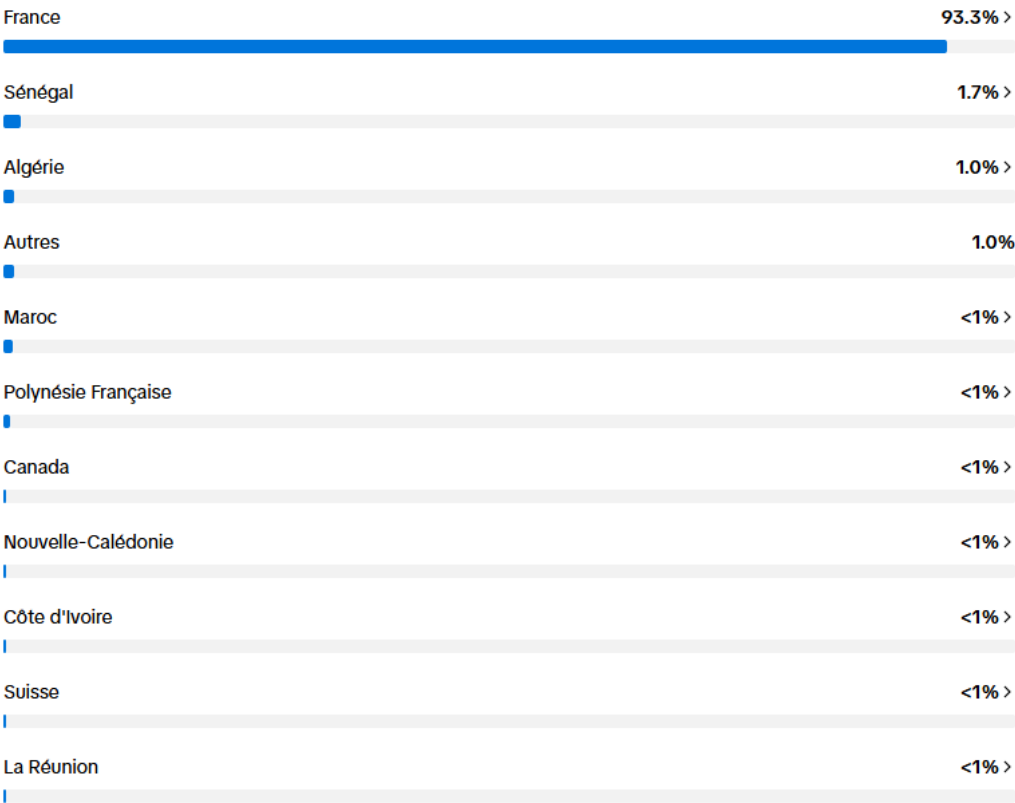 France 93.3% >
Sénégal 1.7% >
Algérie 1.0% >
Autres 1.0%
Maroc <1% >
Polynésie Française <1% >
Canada <1% >
Nouvelle-Calédonie <1% >
Côte d'Ivoire <1% >
Suisse <1% >
La Réunion <1% >